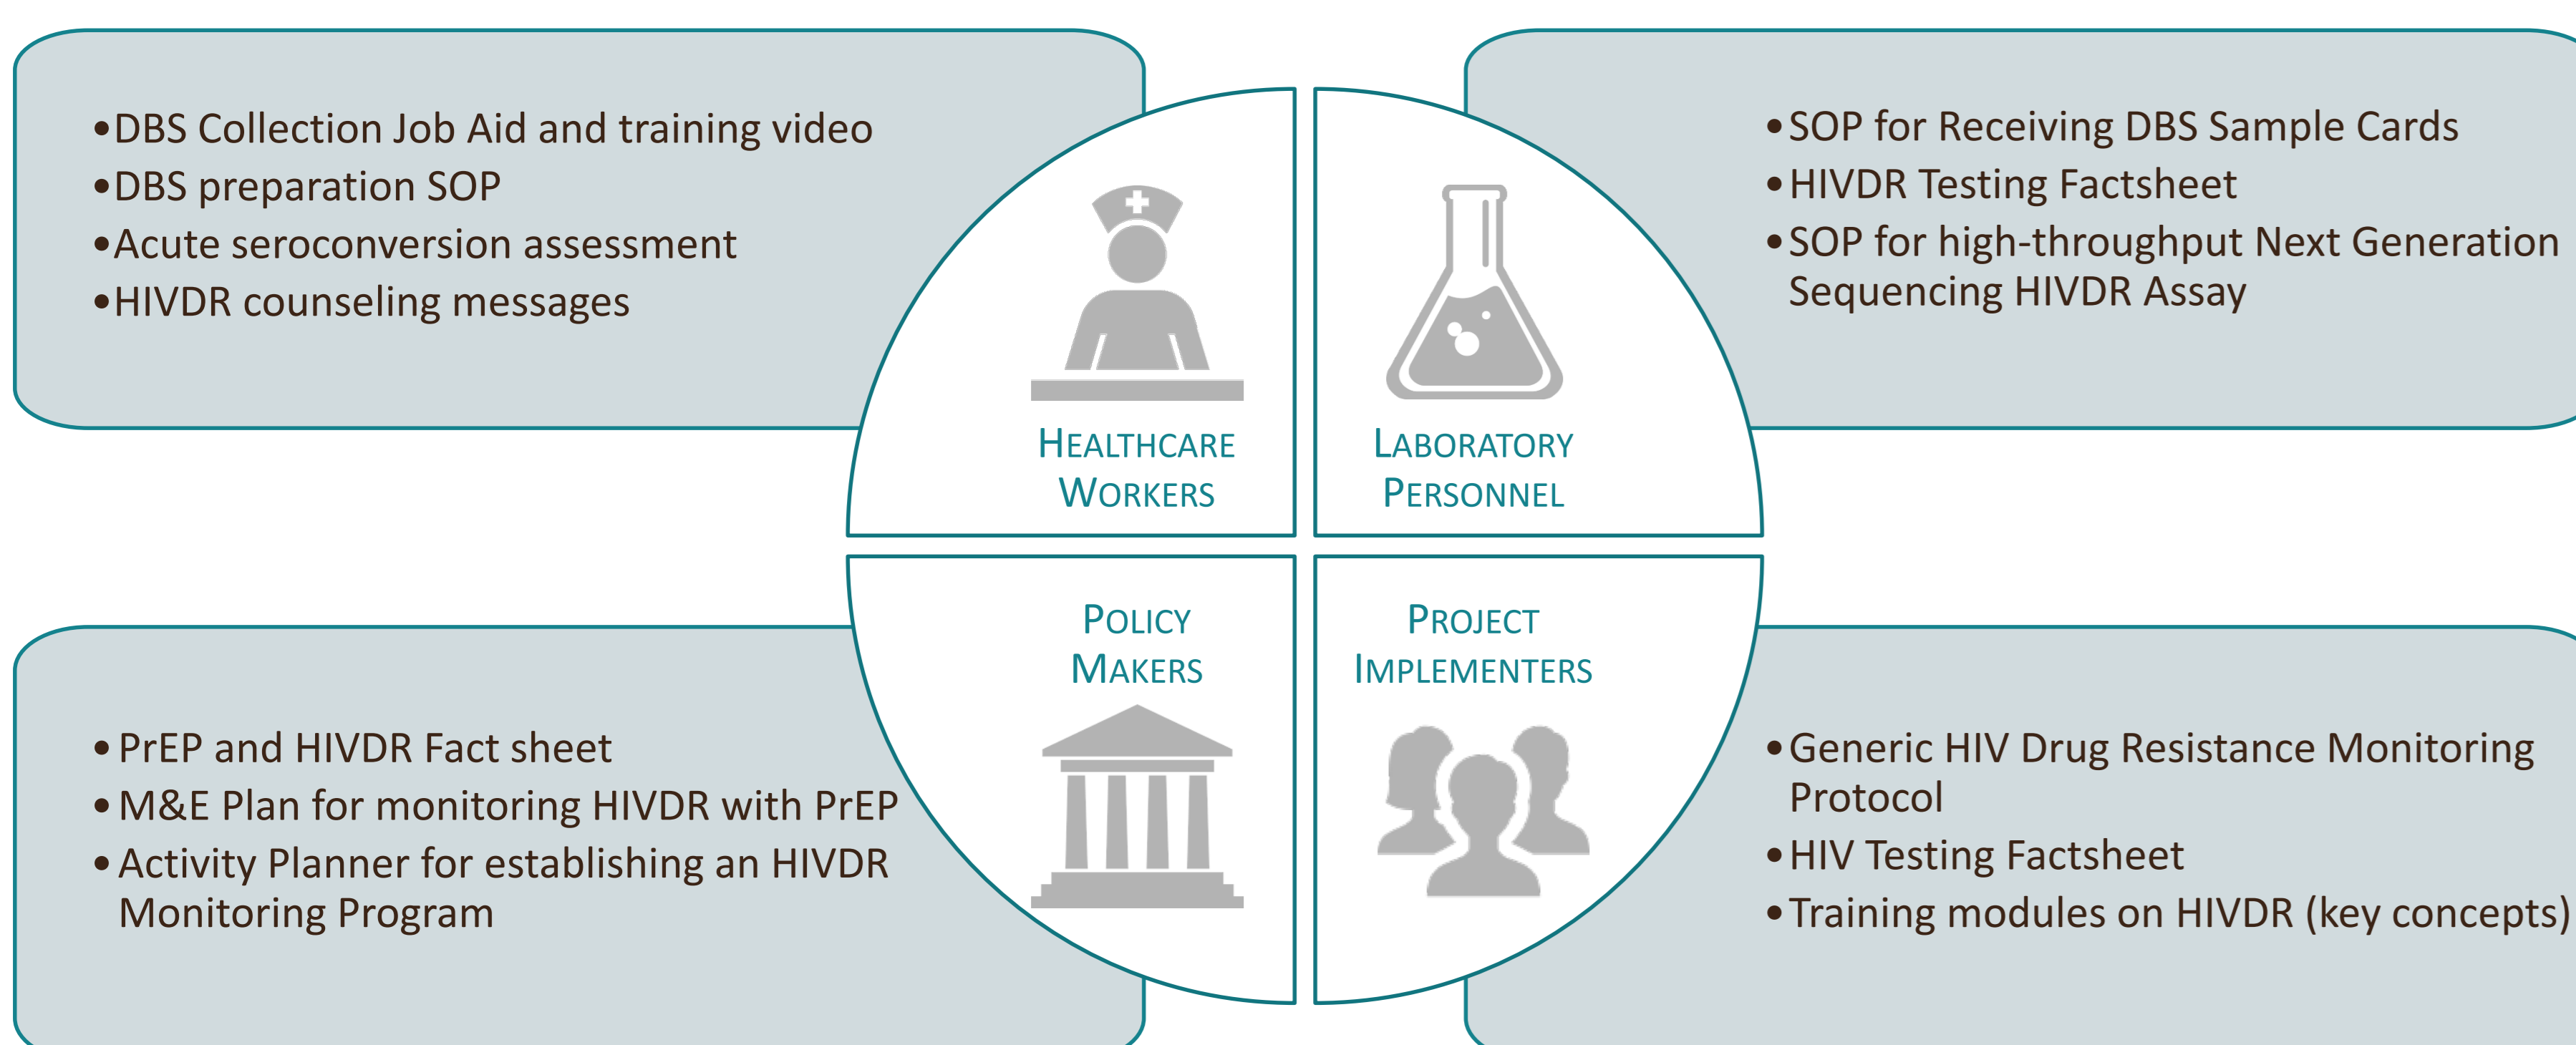 •DBS Collection Job Aid and training video
•DBS preparation SOP
•Acute seroconversion assessment
•HIVDR counseling messages
HEALTHCARE
WORKERS
•SOP for Receiving DBS Sample Cards
•HIVDR Testing Factsheet
•SOP for high-throughput Next Generation
Sequencing HIVDR Assay
LABORATORY
PERSONNEL
•PrEP and HIVDR Fact sheet
•M&E Plan for monitoring HIVDR with PrEP
•Activity Planner for establishing an HIVDR
Monitoring Program
POLICY
MAKERS
PROJECT
IMPLEMENTERS
•Generic HIV Drug Resistance Monitoring
Protocol
•HIV Testing Factsheet
•Training modules on HIVDR (key concepts)